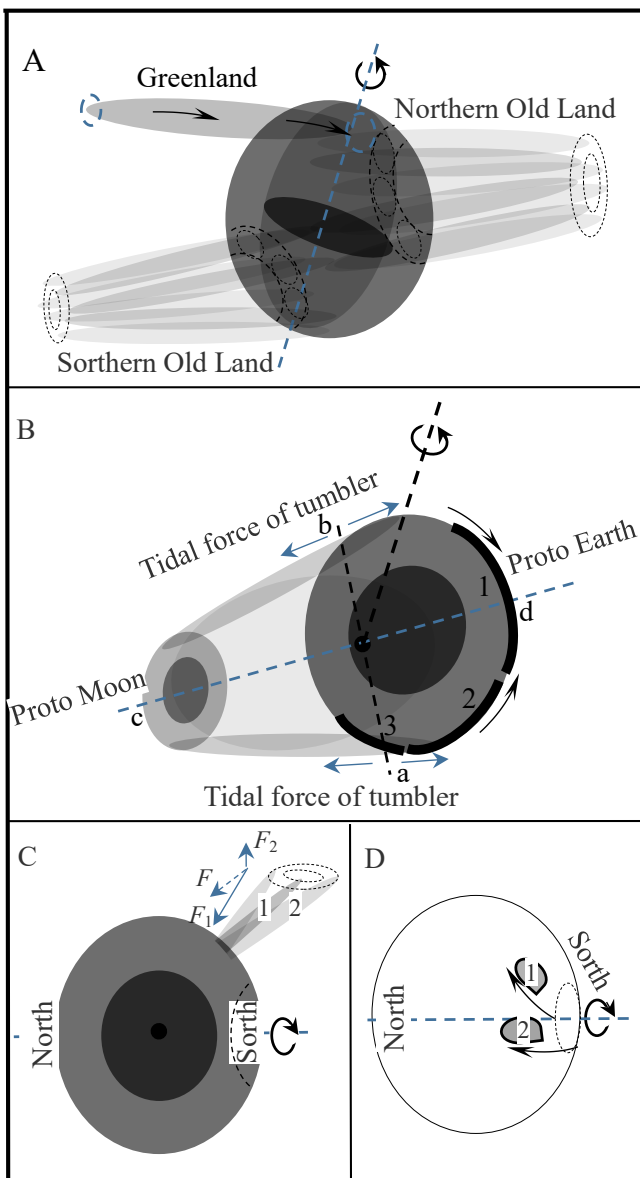 A
Greenland
Northern Old Land
Sorthern Old Land
B
Tidal force of tumbler
b
Proto Earth
1
d
2
Proto Moon
c
3
a
Tidal force of tumbler
C
F2
F
F1
1
2
North
Sorth
D
Sorth
1
North
2